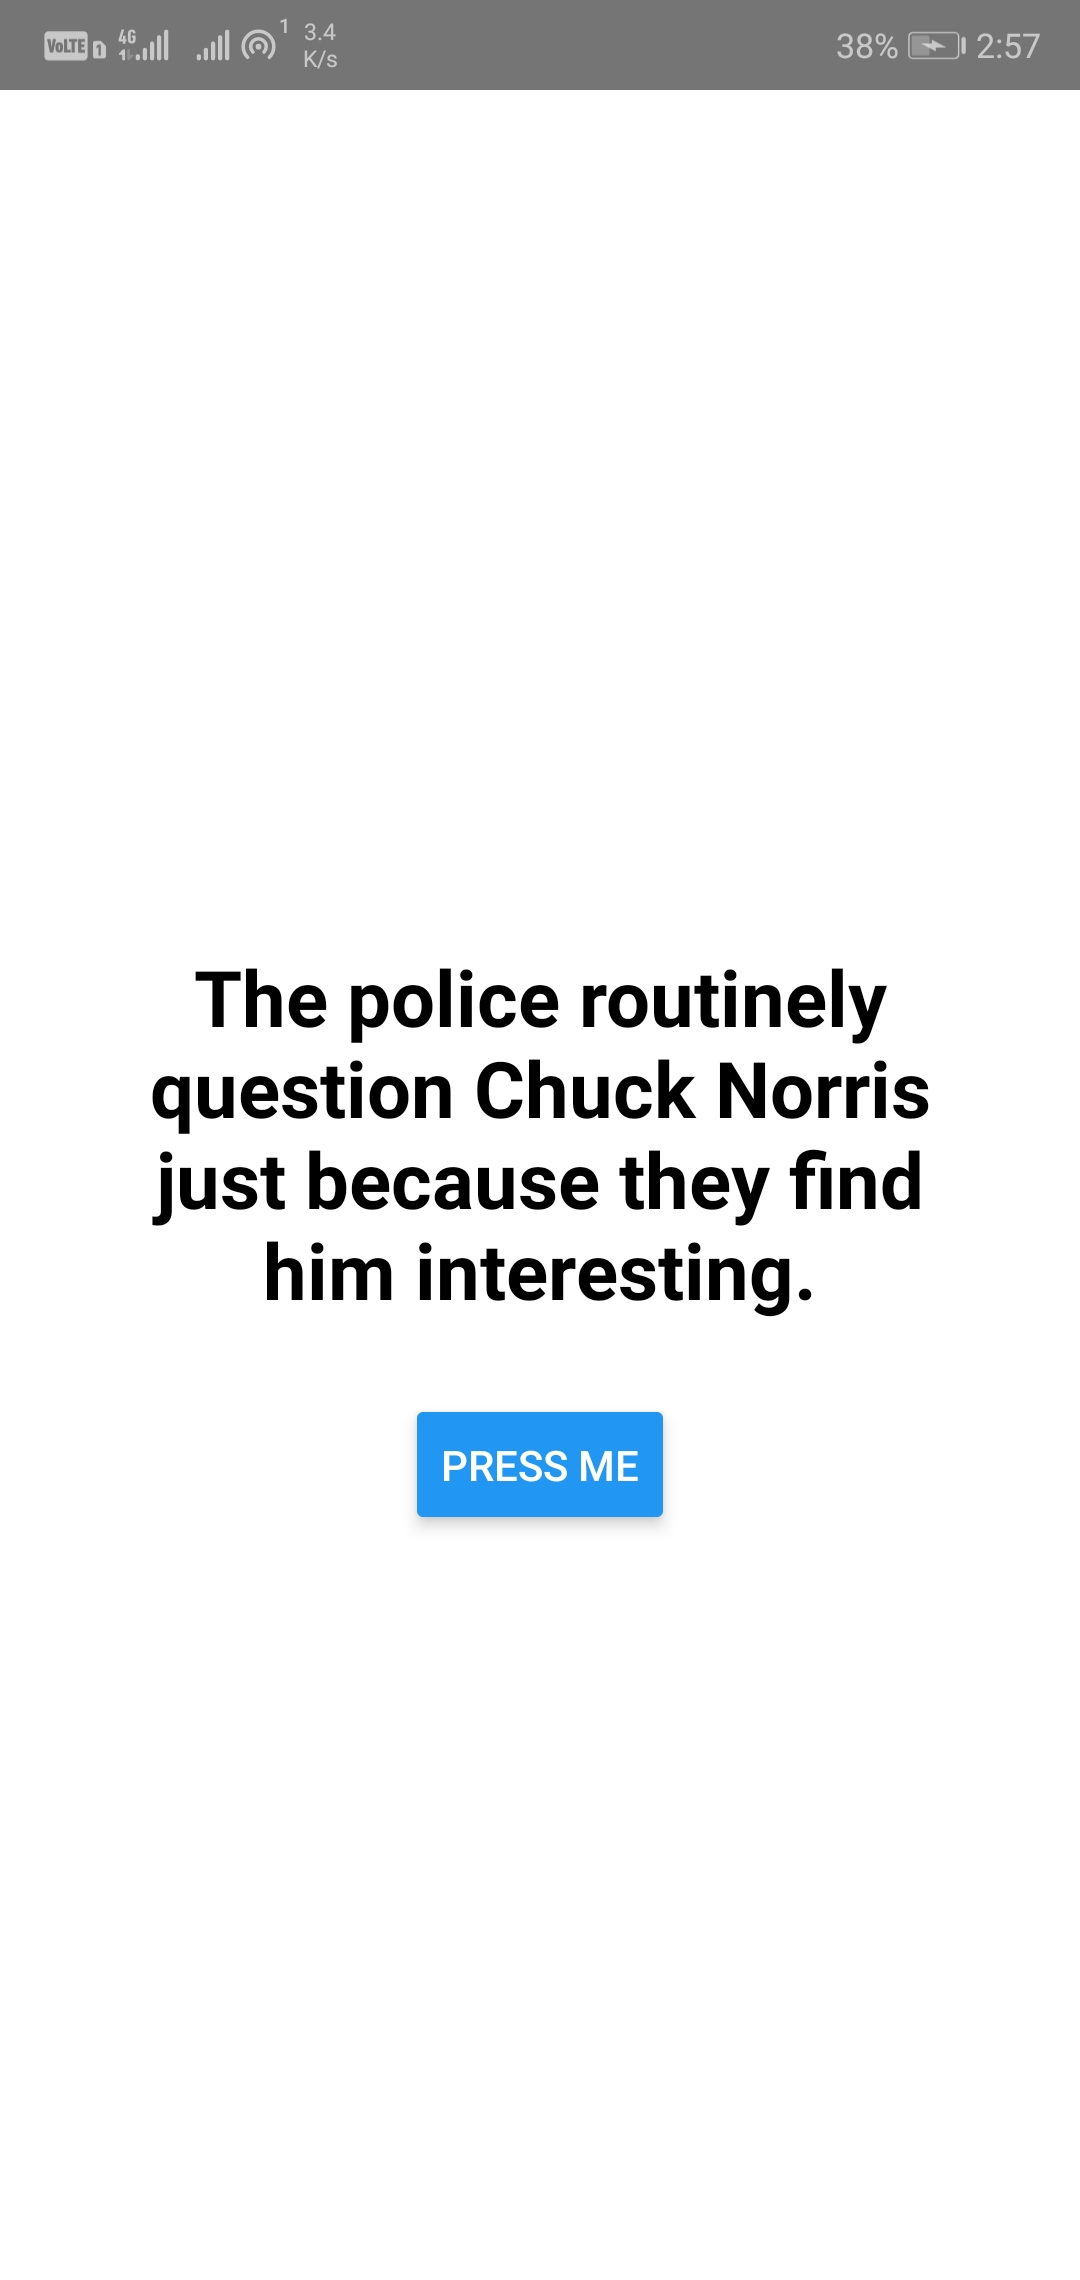 VoLTE 1 4G 1 3.4 K/s 38% 2:57
The police routinely
question Chuck Norris
just because they find
him interesting.
PRESS ME